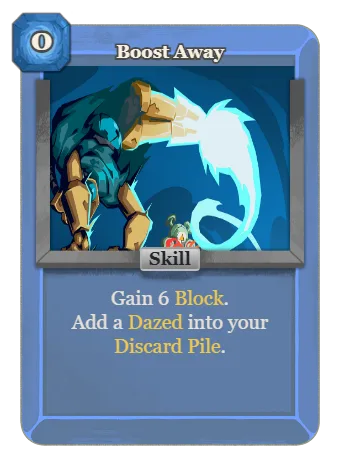 0
Boost Away
Skill
Gain 6 Block.
Add a Dazed into your
Discard Pile.